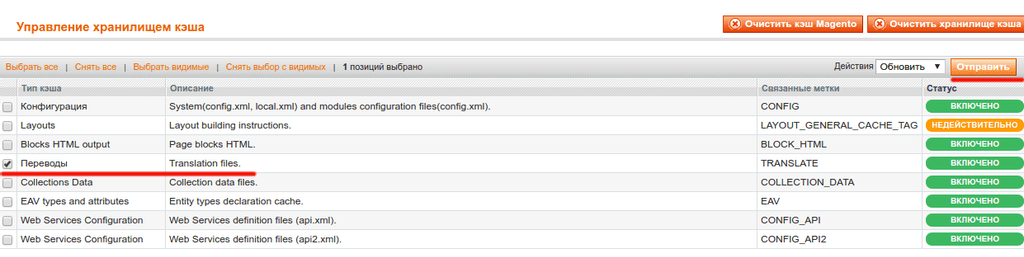 Управление хранилищем кэша
Очистить кэш Magento
Очистить хранилище кэша
Выбрать все | Снять все | Выбрать видимые | Снять выбор с видимых | 1 позиций выбрано
Действия Обновить Отправить
Тип кэша Описание Связанные метки Статус
Конфигурация System(config.xml, local.xml) and modules configuration files(config.xml). CONFIG ВКЛЮЧЕНО
Layouts Layout building instructions. LAYOUT_GENERAL_CACHE_TAG НЕДЕЙСТВИТЕЛЬНО
Blocks HTML output Page blocks HTML. BLOCK_HTML ВКЛЮЧЕНО
Переводы Translation files. TRANSLATE ВКЛЮЧЕНО
Collections Data Collection data files. COLLECTION_DATA ВКЛЮЧЕНО
EAV types and attributes Entity types declaration cache. EAV ВКЛЮЧЕНО
Web Services Configuration Web Services definition files (api.xml). CONFIG_API ВКЛЮЧЕНО
Web Services Configuration Web Services definition files (api2.xml). CONFIG_API2 ВКЛЮЧЕНО